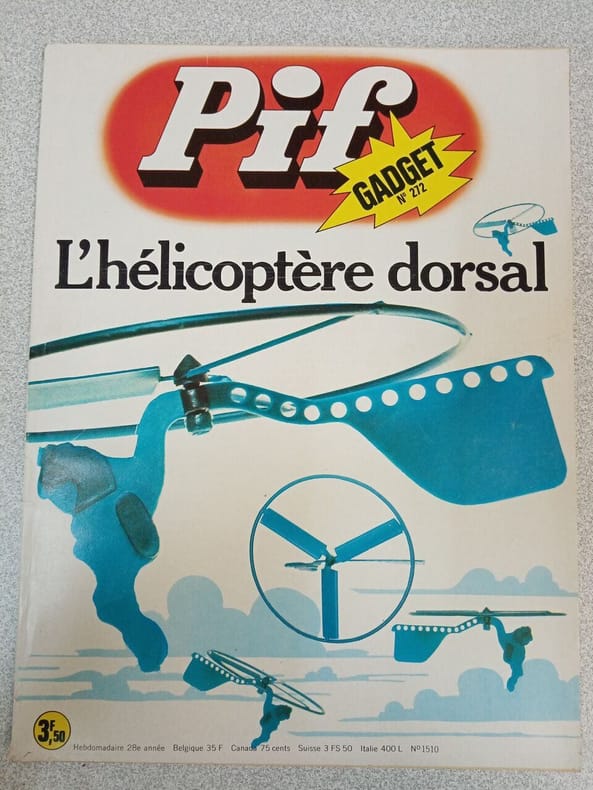 Pif
GADGET
N° 272
L'hélicoptère dorsal
3F,50
Hebdomadaire 28e année Belgique 35 F Canada 75 cents Suisse 3 FS 50 Italie 400 L N° 1510